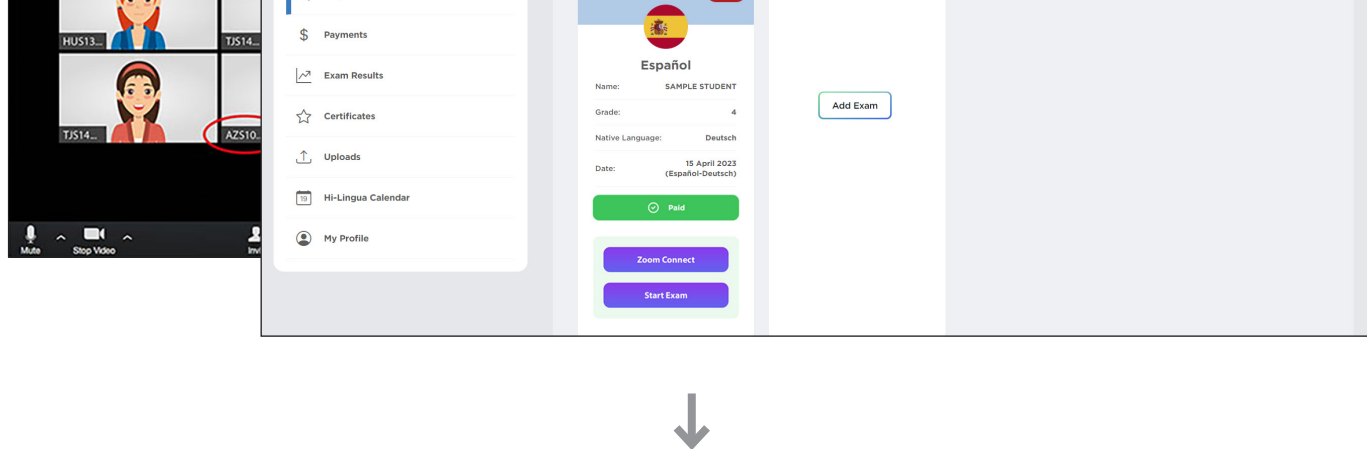 HUS13...
TJS14...
TJS14...
AZS10...
Mute
Stop Video
Payments
Exam Results
Certificates
Uploads
19
Hi-Lingua Calendar
My Profile
Español
Name: SAMPLE STUDENT
Grade: 4
Native Language: Deutsch
Date: 15 April 2023
(Español-Deutsch)
Paid
Zoom Connect
Start Exam
Add Exam